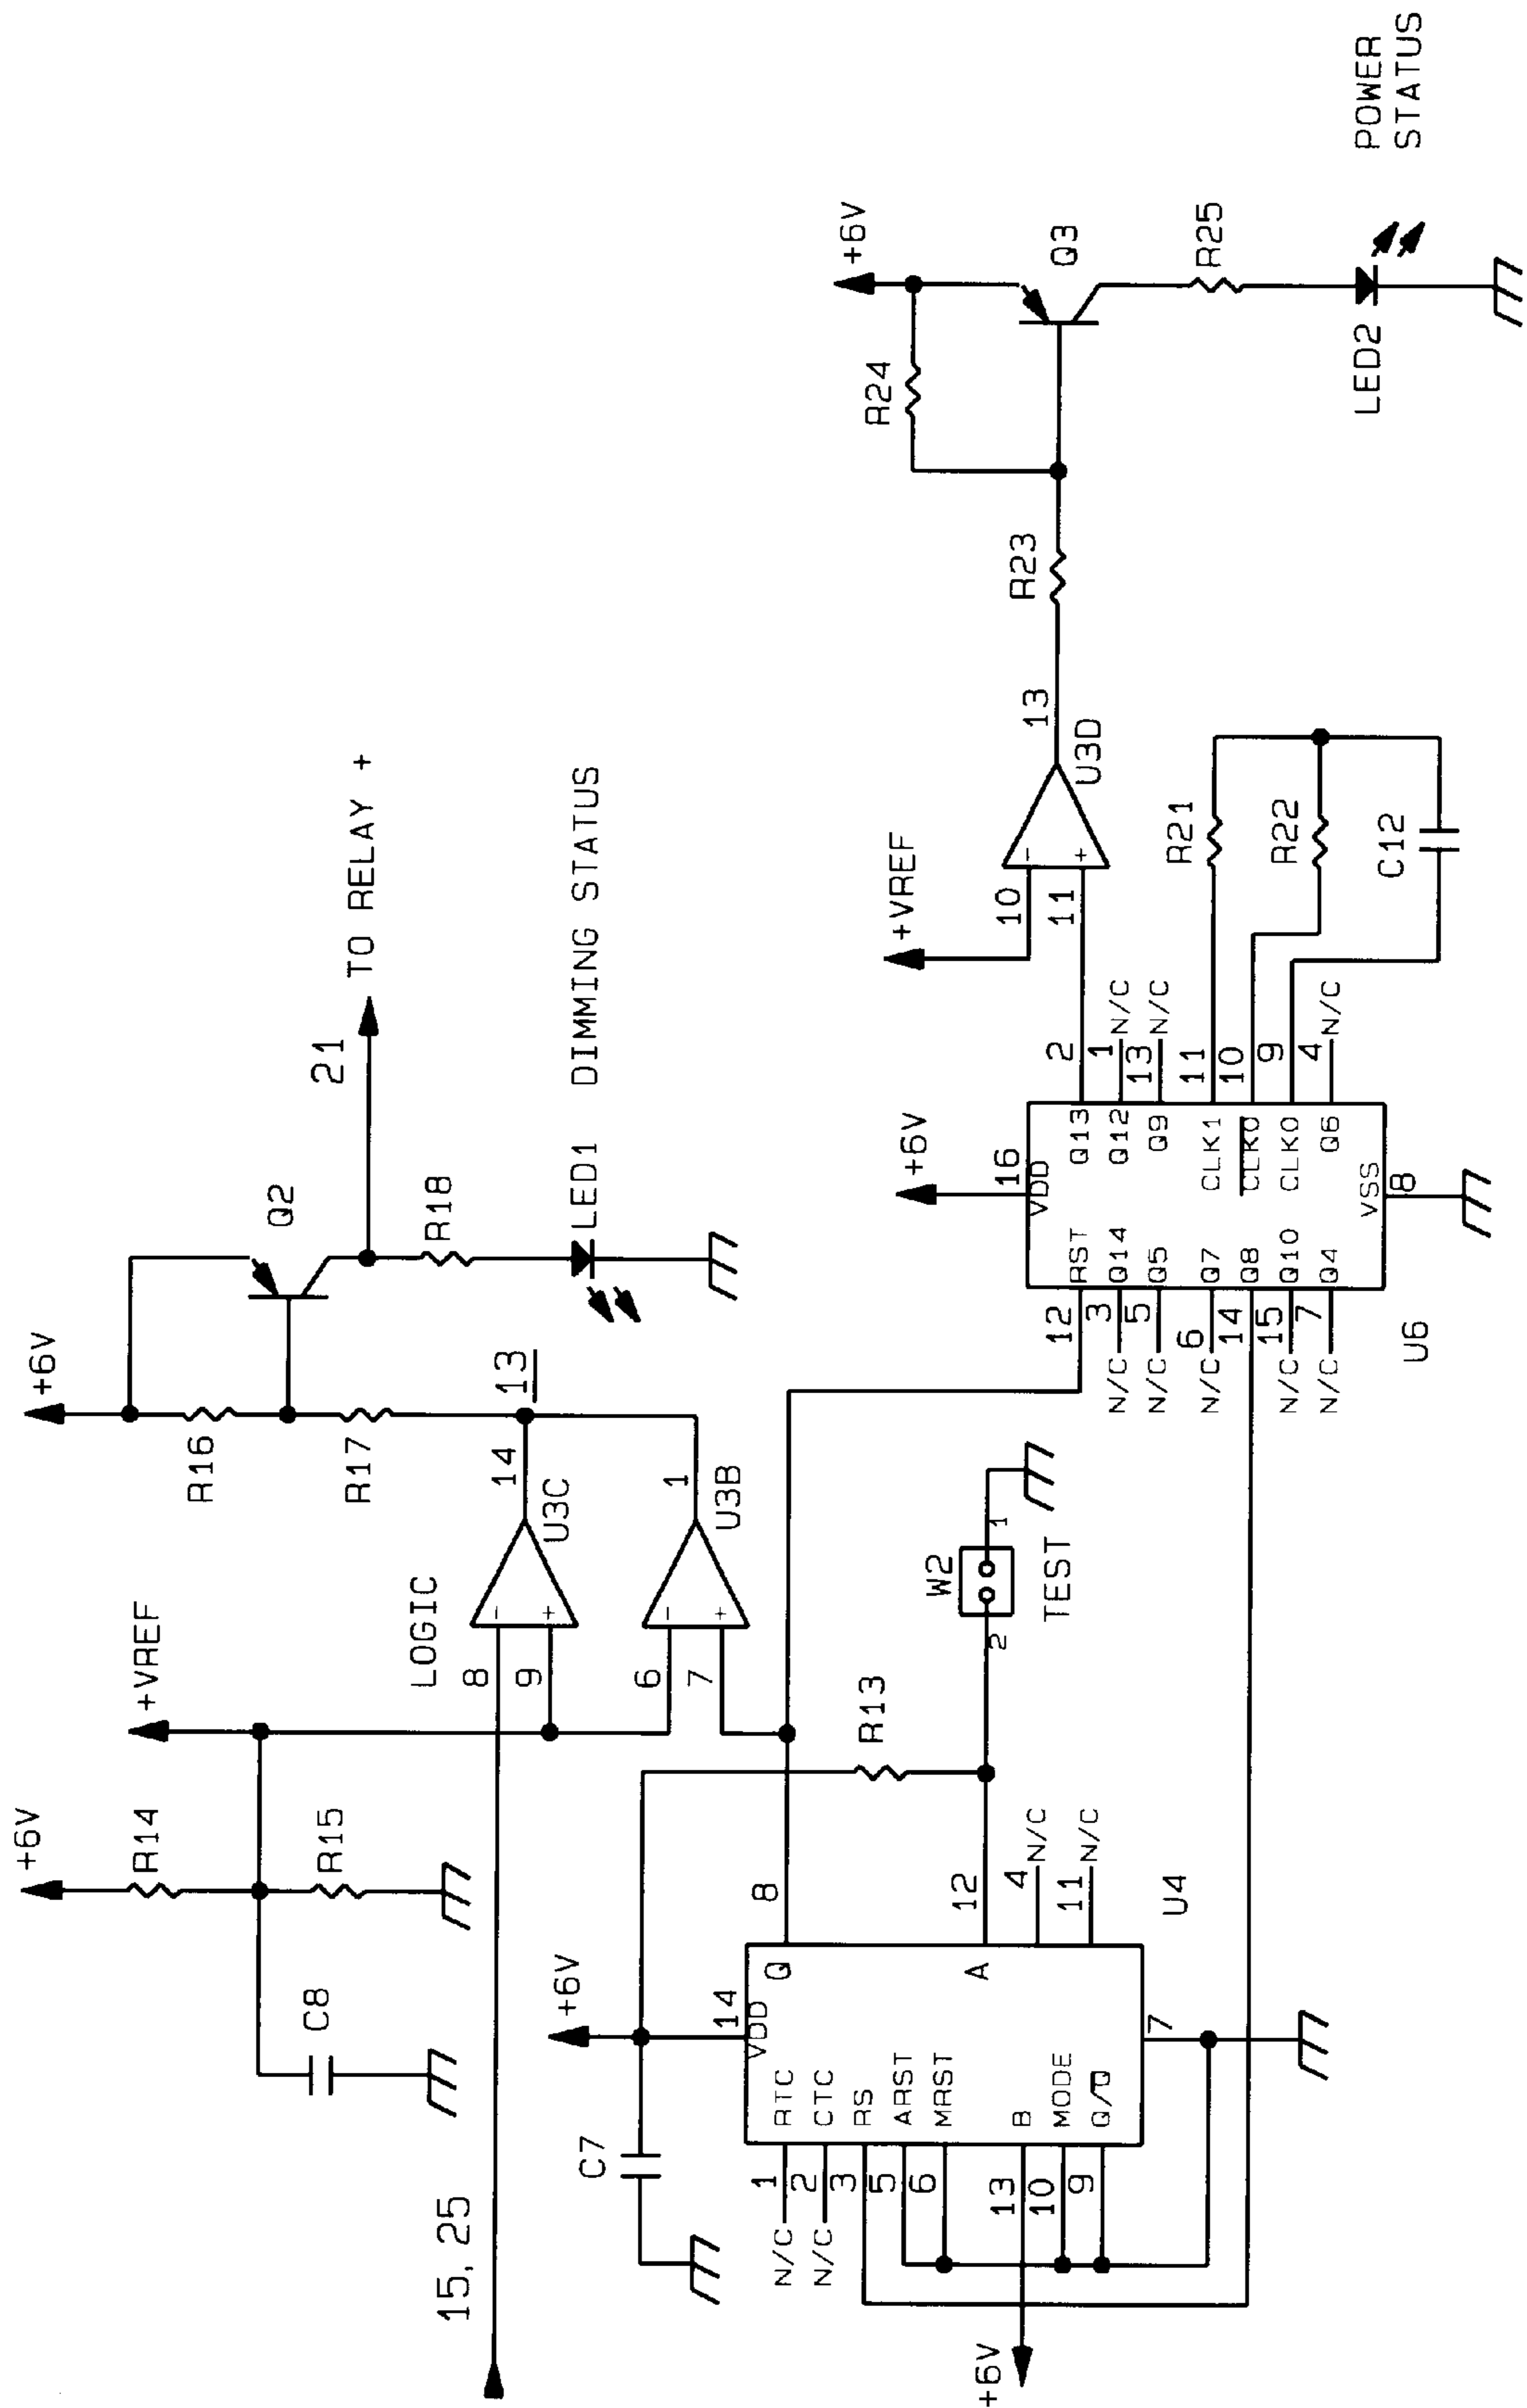 +6V
R14
R15
C8
+VREF
15, 25
LOGIC
8
9
-
+
14
U3C
6
7
-
+
1
U3B
13
+6V
R16
R17
Q2
21
TO RELAY +
R18
LED1 DIMMING STATUS
+6V
C7
14
VDD
N/C 1 RTC
N/C 2 CTC
3 RS
5 ARST
6 MRST
13 B
10 MODE
9 Q/Q̅
+6V
Q 8
A 12
4 N/C
11 N/C
7
U4
R13
W2
2
1
TEST
+6V
16
VDD
12 RST
N/C 3 Q14
N/C 5 Q5
N/C 6 Q7
14 Q8
N/C 15 Q10
N/C 7 Q4
Q13 2
Q12 1 N/C
Q9 13 N/C
CLK1 11
C̅L̅K̅O̅ 10
CLKO 9
Q6 4 N/C
VSS
8
U6
R21
R22
C12
+VREF
10
11
-
+
13
U3D
R23
R24
+6V
Q3
R25
LED2
POWER
STATUS